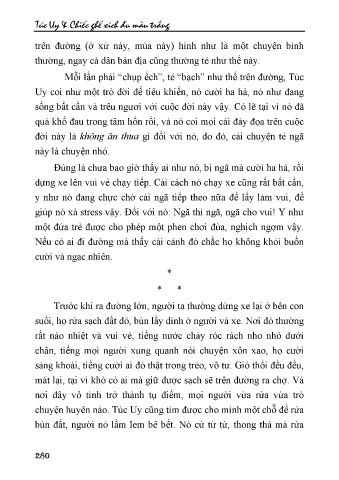 Túc Uy & Chiếc ghế xích đu màu trắng
trên đường (ở xứ này, mùa này) hình như là một chuyện bình
thường, ngay cả dân bản địa cũng thường té như thế này.
Mỗi lần phải “chụp ếch”, té “bạch” như thế trên đường, Túc
Uy coi như một trò đời để tiêu khiển, nó cười ha hả, nó như đang
sống bất cần và trêu ngươi với cuộc đời này vậy. Có lẽ tại vì nó đã
quá khổ đau trong tâm hồn rồi, và nó coi mọi cái đày đọa trên cuộc
đời này là không ăn thua gì đối với nó, do đó, cái chuyện té ngã
này là chuyện nhỏ.
Đúng là chưa bao giờ thấy ai như nó, bị ngã mà cười ha hả, rồi
dựng xe lên vui vẻ chạy tiếp. Cái cách nó chạy xe cũng rất bất cẩn,
y như nó đang chực chờ cái ngã tiếp theo nữa để lấy làm vui, để
giúp nó xả stress vậy. Đối với nó: Ngã thì ngã, ngã cho vui! Y như
một đứa trẻ được cho phép một phen chơi đùa, nghịch ngợm vậy.
Nếu có ai đi đường mà thấy cái cảnh đó chắc họ không khỏi buồn
cười và ngạc nhiên.
*
* *
Trước khi ra đường lớn, người ta thường dừng xe lại ở bên con
suối, họ rửa sạch đất đỏ, bùn lấy dính ở người và xe. Nơi đó thường
rất náo nhiệt và vui vẻ, tiếng nước chảy róc rách nho nhỏ dưới
chân, tiếng mọi người xung quanh nói chuyện xôn xao, họ cười
sảng khoái, tiếng cười ai đó thật trong trẻo, vô tư. Gió thổi đều đều,
mát lại, tại vì khó có ai mà giữ được sạch sẽ trên đường ra chợ. Và
nơi đây vô tình trở thành tụ điểm, mọi người vừa rửa vừa trò
chuyện huyên náo. Túc Uy cũng tìm được cho mình một chỗ để rửa
bùn đất, người nó lấm lem bê bết. Nó cứ từ từ, thong thả mà rửa
280